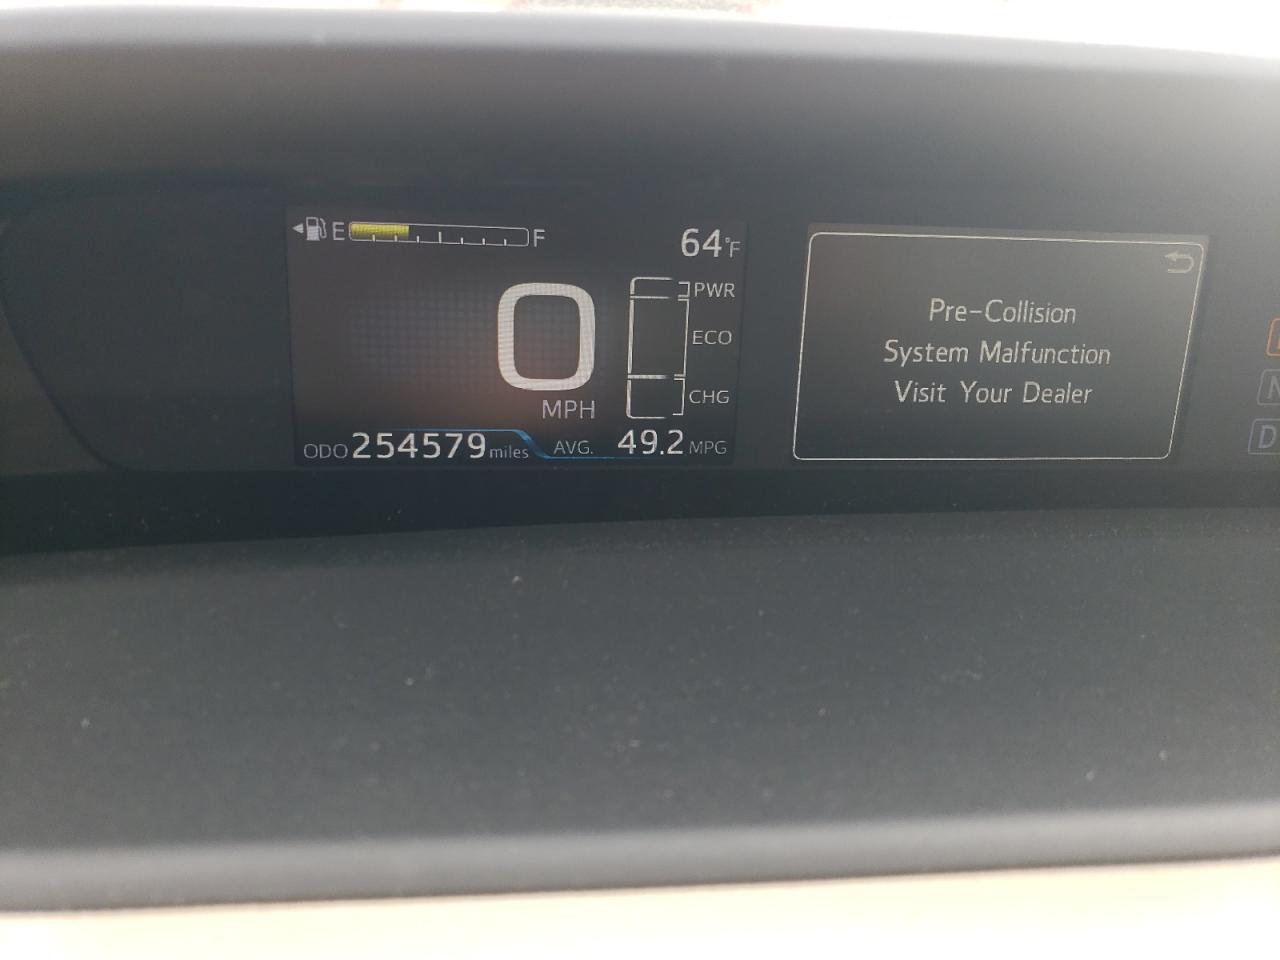 E F
64°F
PWR
0
ECO
MPH
CHG
ODO 254579 miles AVG. 49.2 MPG
Pre-Collision
System Malfunction
Visit Your Dealer
N
D